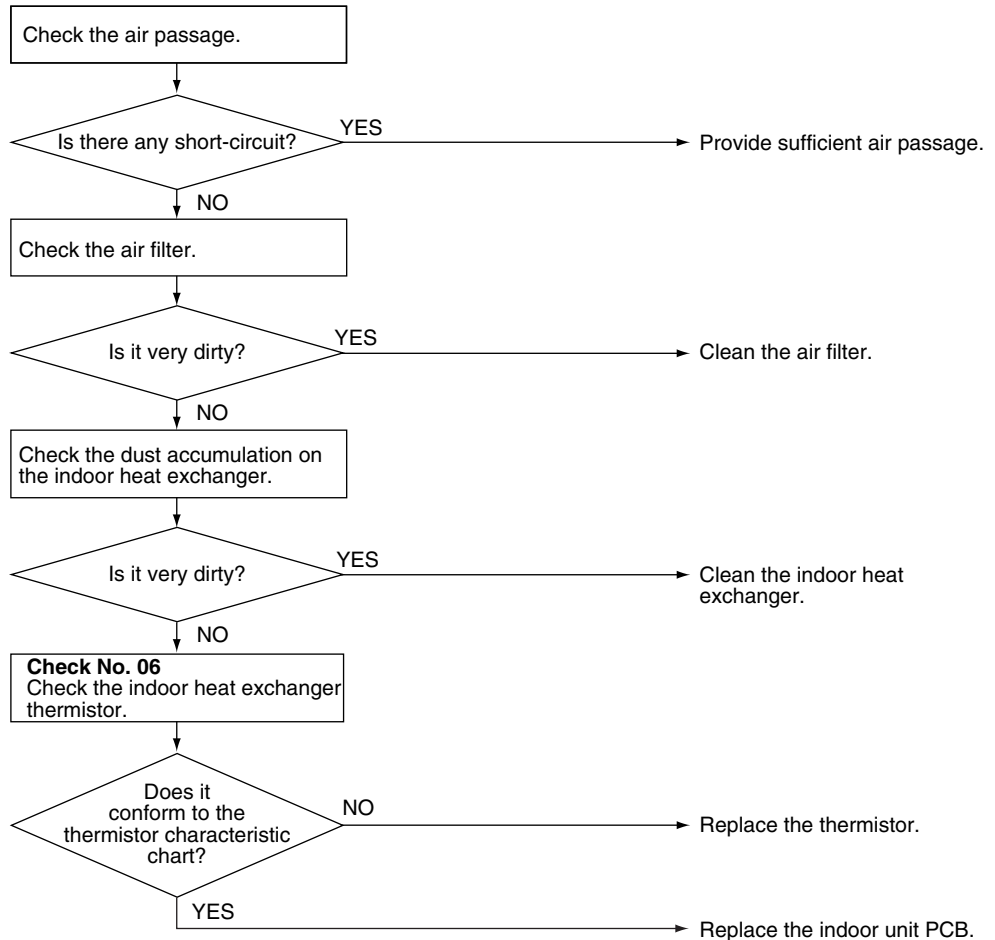 Check the air passage.
Is there any short-circuit?
YES
Provide sufficient air passage.
NO
Check the air filter.
Is it very dirty?
YES
Clean the air filter.
NO
Check the dust accumulation on
the indoor heat exchanger.
Is it very dirty?
YES
Clean the indoor heat
exchanger.
NO
Check No. 06
Check the indoor heat exchanger
thermistor.
Does it
conform to the
thermistor characteristic
chart?
NO
Replace the thermistor.
YES
Replace the indoor unit PCB.